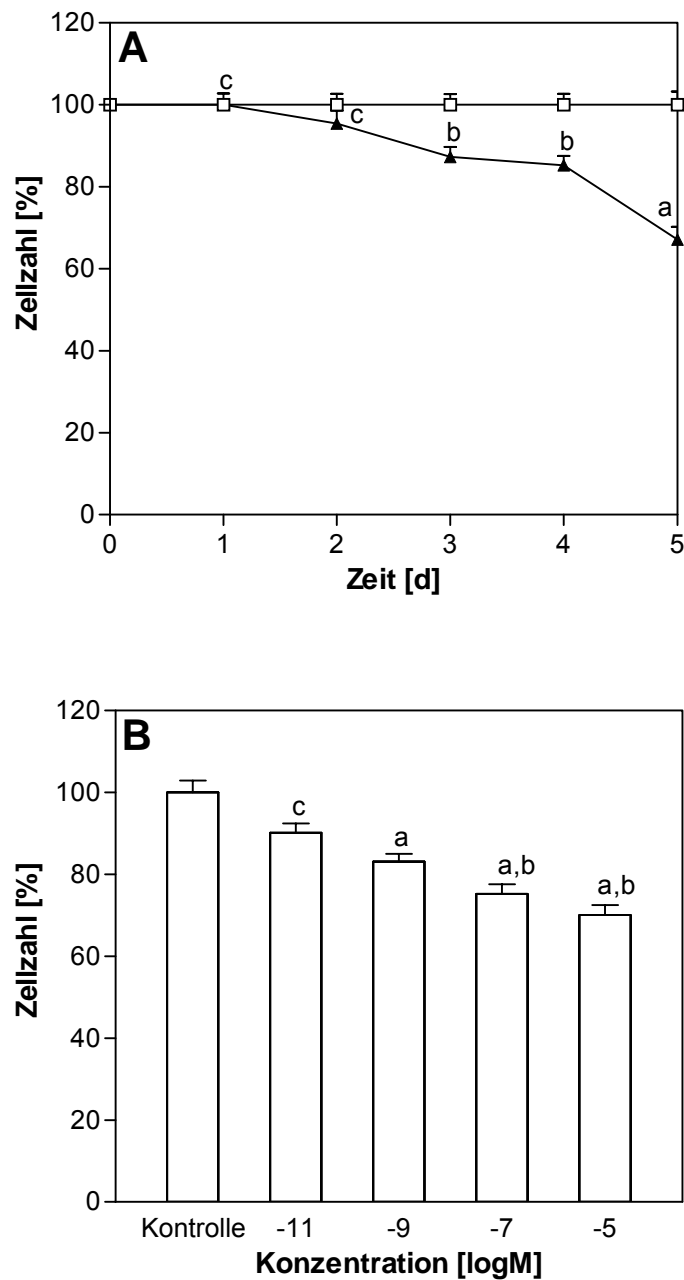 A
120
100
80
60
40
20
0
Zellzahl [%]
c
c
b
b
a
0 1 2 3 4 5
Zeit [d]
B
120
100
80
60
40
20
0
Zellzahl [%]
c
a
a,b
a,b
Kontrolle -11 -9 -7 -5
Konzentration [logM]